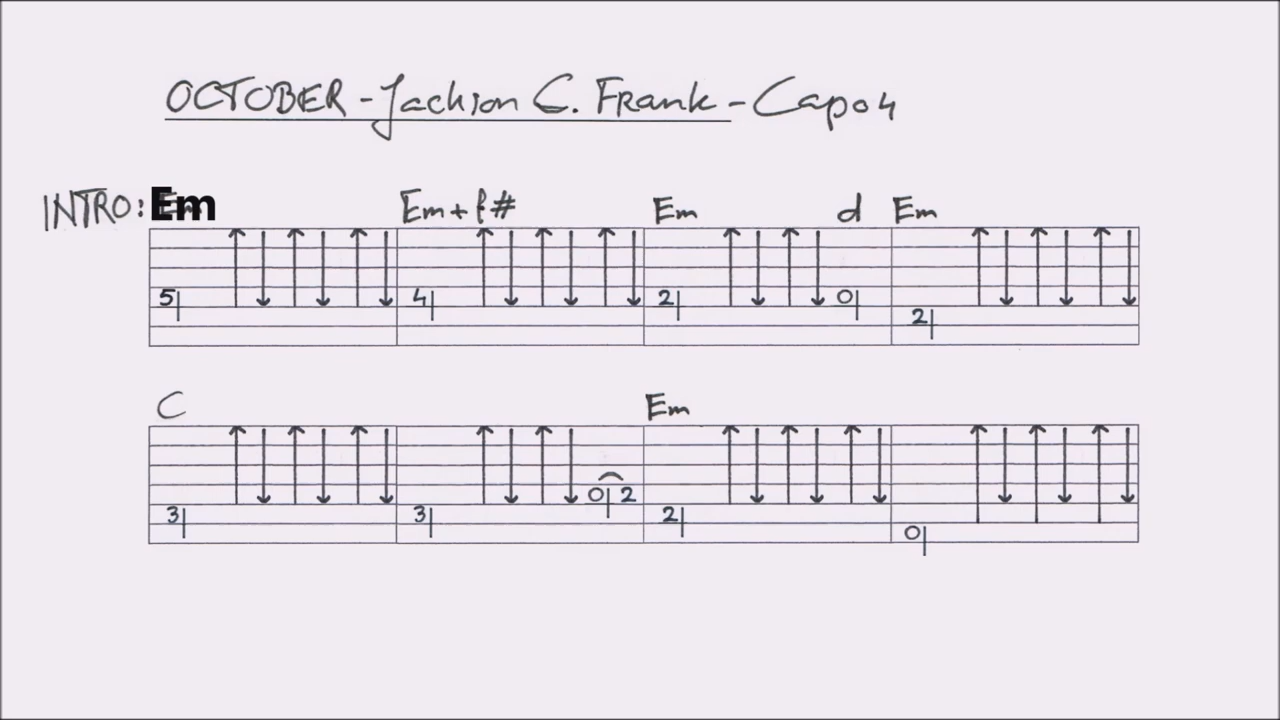 OCTOBER - Jackson C. Frank - Capo 4
INTRO: Em Em + f# Em d Em
5 4 2 0 2
C Em
3 3 0 2 2 0